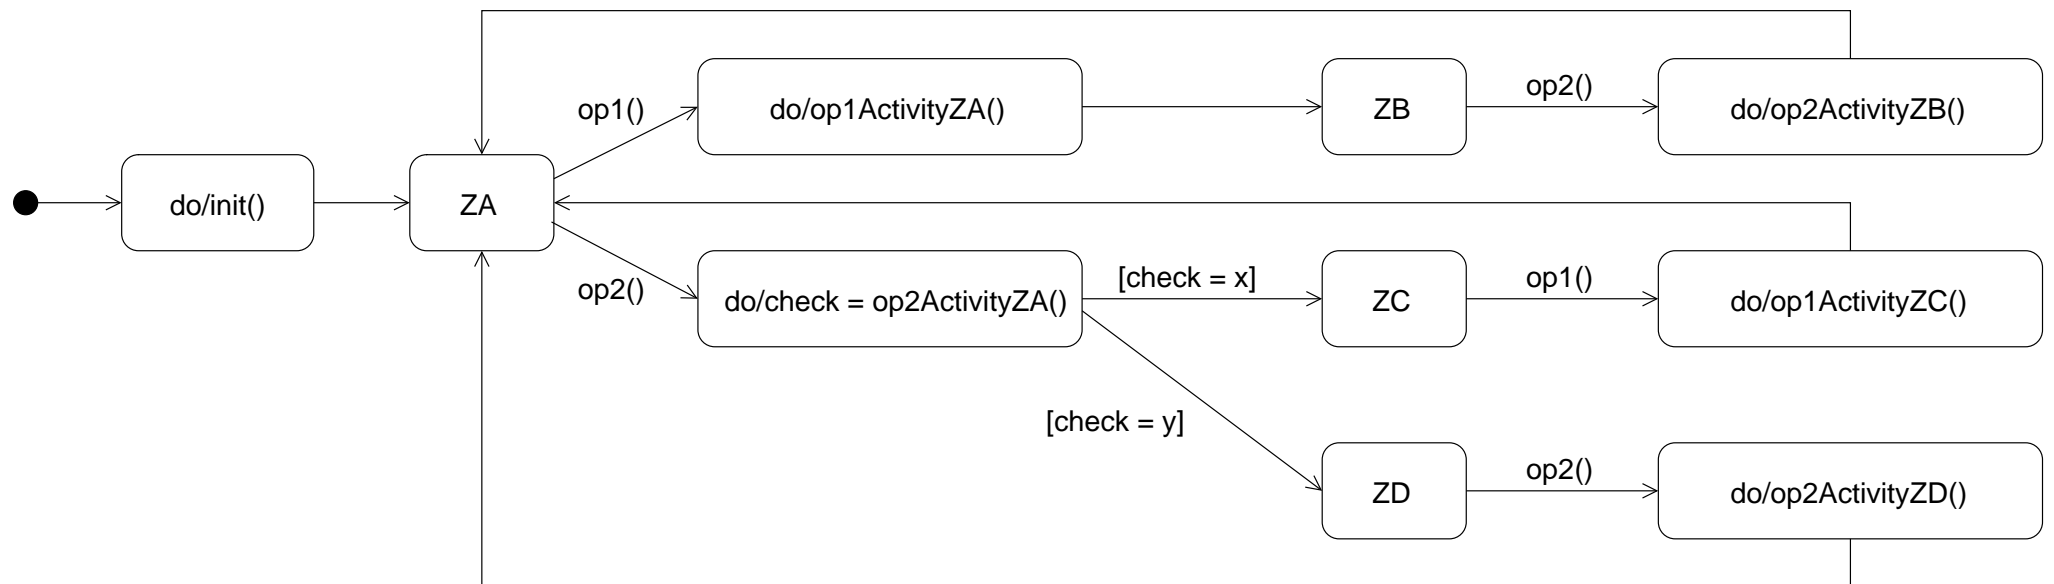 op1()
do/op1ActivityZA()
ZB
op2()
do/op2ActivityZB()
do/init()
ZA
op2()
do/check = op2ActivityZA()
[check = x]
ZC
op1()
do/op1ActivityZC()
[check = y]
ZD
op2()
do/op2ActivityZD()